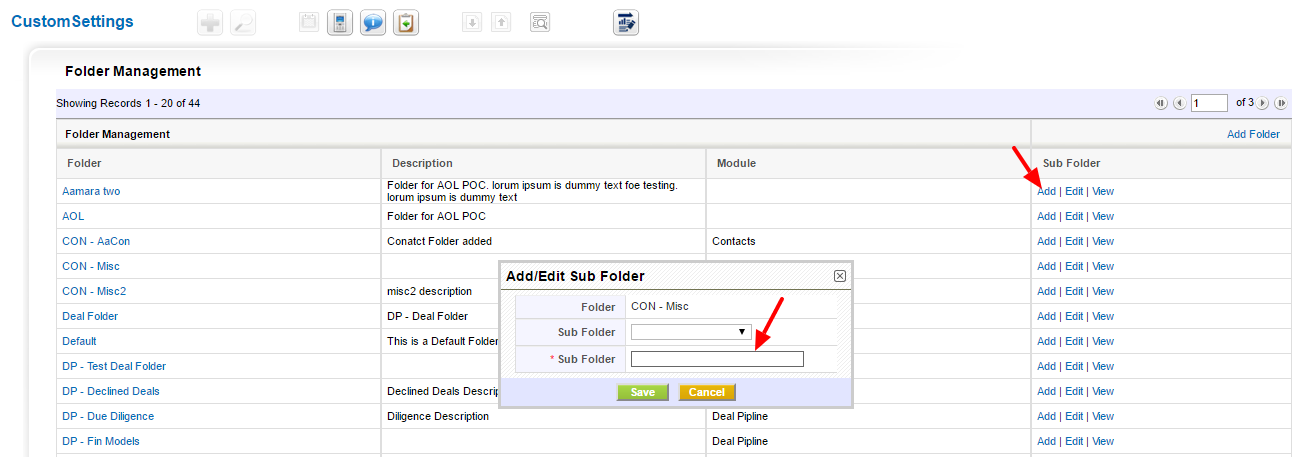 CustomSettings
Folder Management
Showing Records 1 - 20 of 44
1 of 3
Folder Management Add Folder
Folder Description Module Sub Folder
Aamara two Folder for AOL POC. lorum ipsum is dummy text foe testing. Add | Edit | View
lorum ipsum is dummy text
AOL Folder for AOL POC Add | Edit | View
CON - AaCon Conatct Folder added Contacts Add | Edit | View
CON - Misc Add | Edit | View
CON - Misc2 misc2 description Add | Edit | View
Deal Folder DP - Deal Folder Add | Edit | View
Default This is a Default Folder Add | Edit | View
DP - Test Deal Folder Add | Edit | View
DP - Declined Deals Declined Deals Add | Edit | View
DP - Due Diligence Diligence Description Deal Pipline Add | Edit | View
DP - Fin Models Deal Pipline Add | Edit | View
Add/Edit Sub Folder
Folder CON - Misc
Sub Folder
* Sub Folder
Save Cancel